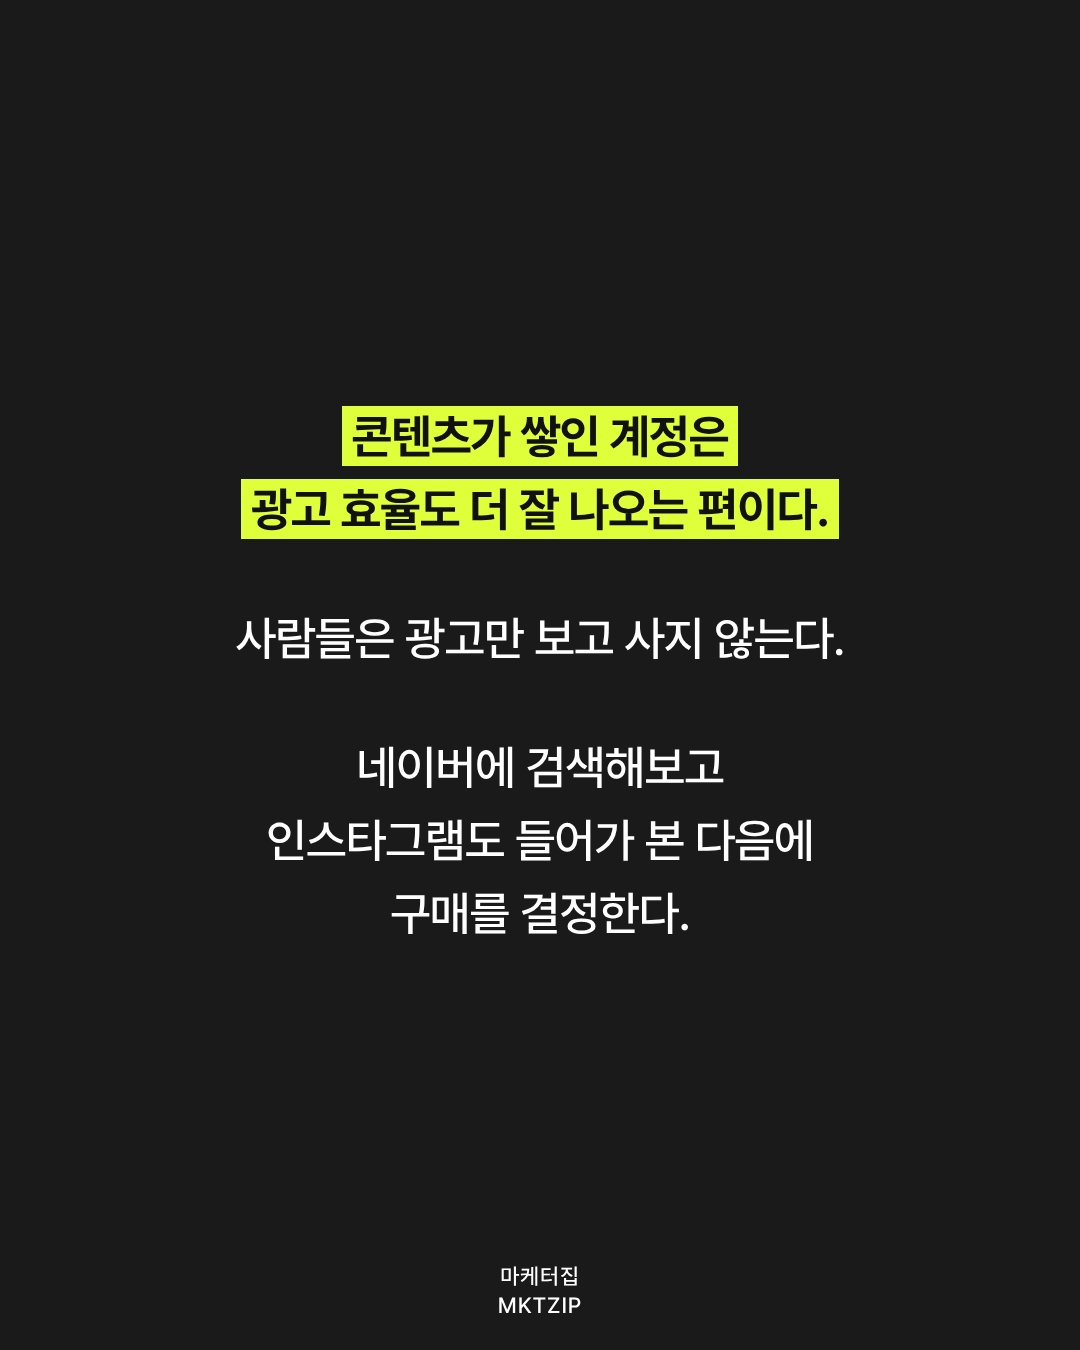 콘텐츠가 쌓인 계정은
광고 효율도 더 잘 나오는 편이다.
사람들은 광고만 보고 사지 않는다.
네이버에 검색해보고
인스타그램도 들어가 본 다음에
구매를 결정한다.
마케터집
MKTZIP